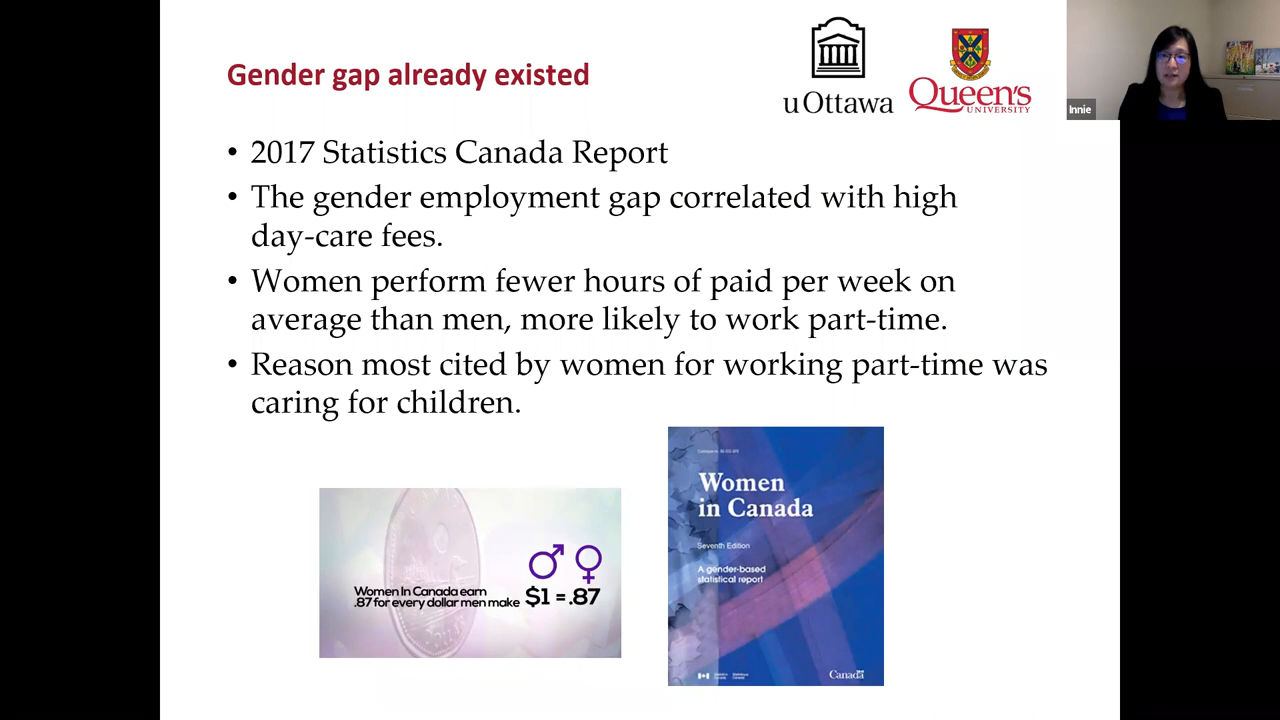 Gender gap already existed
uOttawa
Queen's
UNIVERSITY
Innie
• 2017 Statistics Canada Report
• The gender employment gap correlated with high
day-care fees.
• Women perform fewer hours of paid per week on
average than men, more likely to work part-time.
• Reason most cited by women for working part-time was
caring for children.
Women In Canada earn
.87 for every dollar men make
$1 = .87
Women
in Canada
Seventh Edition
A gender-based
statistical report
Canada